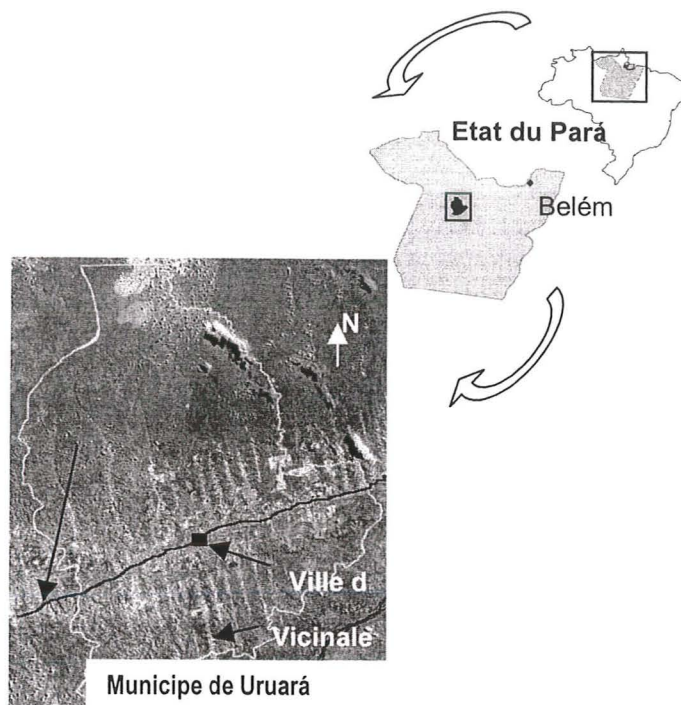 Etat du Pará
Belém
N
Ville d
Vicinale
Municipe de Uruará